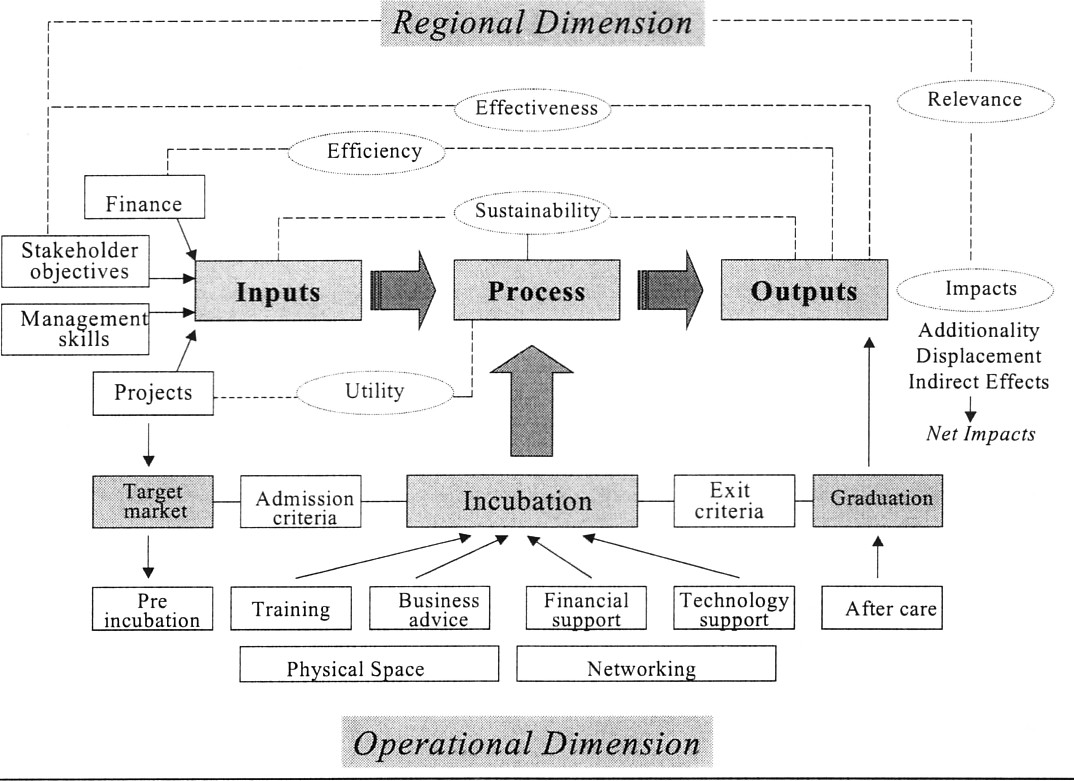 Regional Dimension
Relevance
Effectiveness
Efficiency
Finance
Sustainability
Stakeholder
objectives
Inputs
Process
Outputs
Impacts
Management
skills
Additionality
Displacement
Indirect Effects
Projects
Utility
Net Impacts
Target
market
Admission
criteria
Incubation
Exit
criteria
Graduation
Pre
incubation
Training
Business
advice
Financial
support
Technology
support
After care
Physical Space
Networking
Operational Dimension